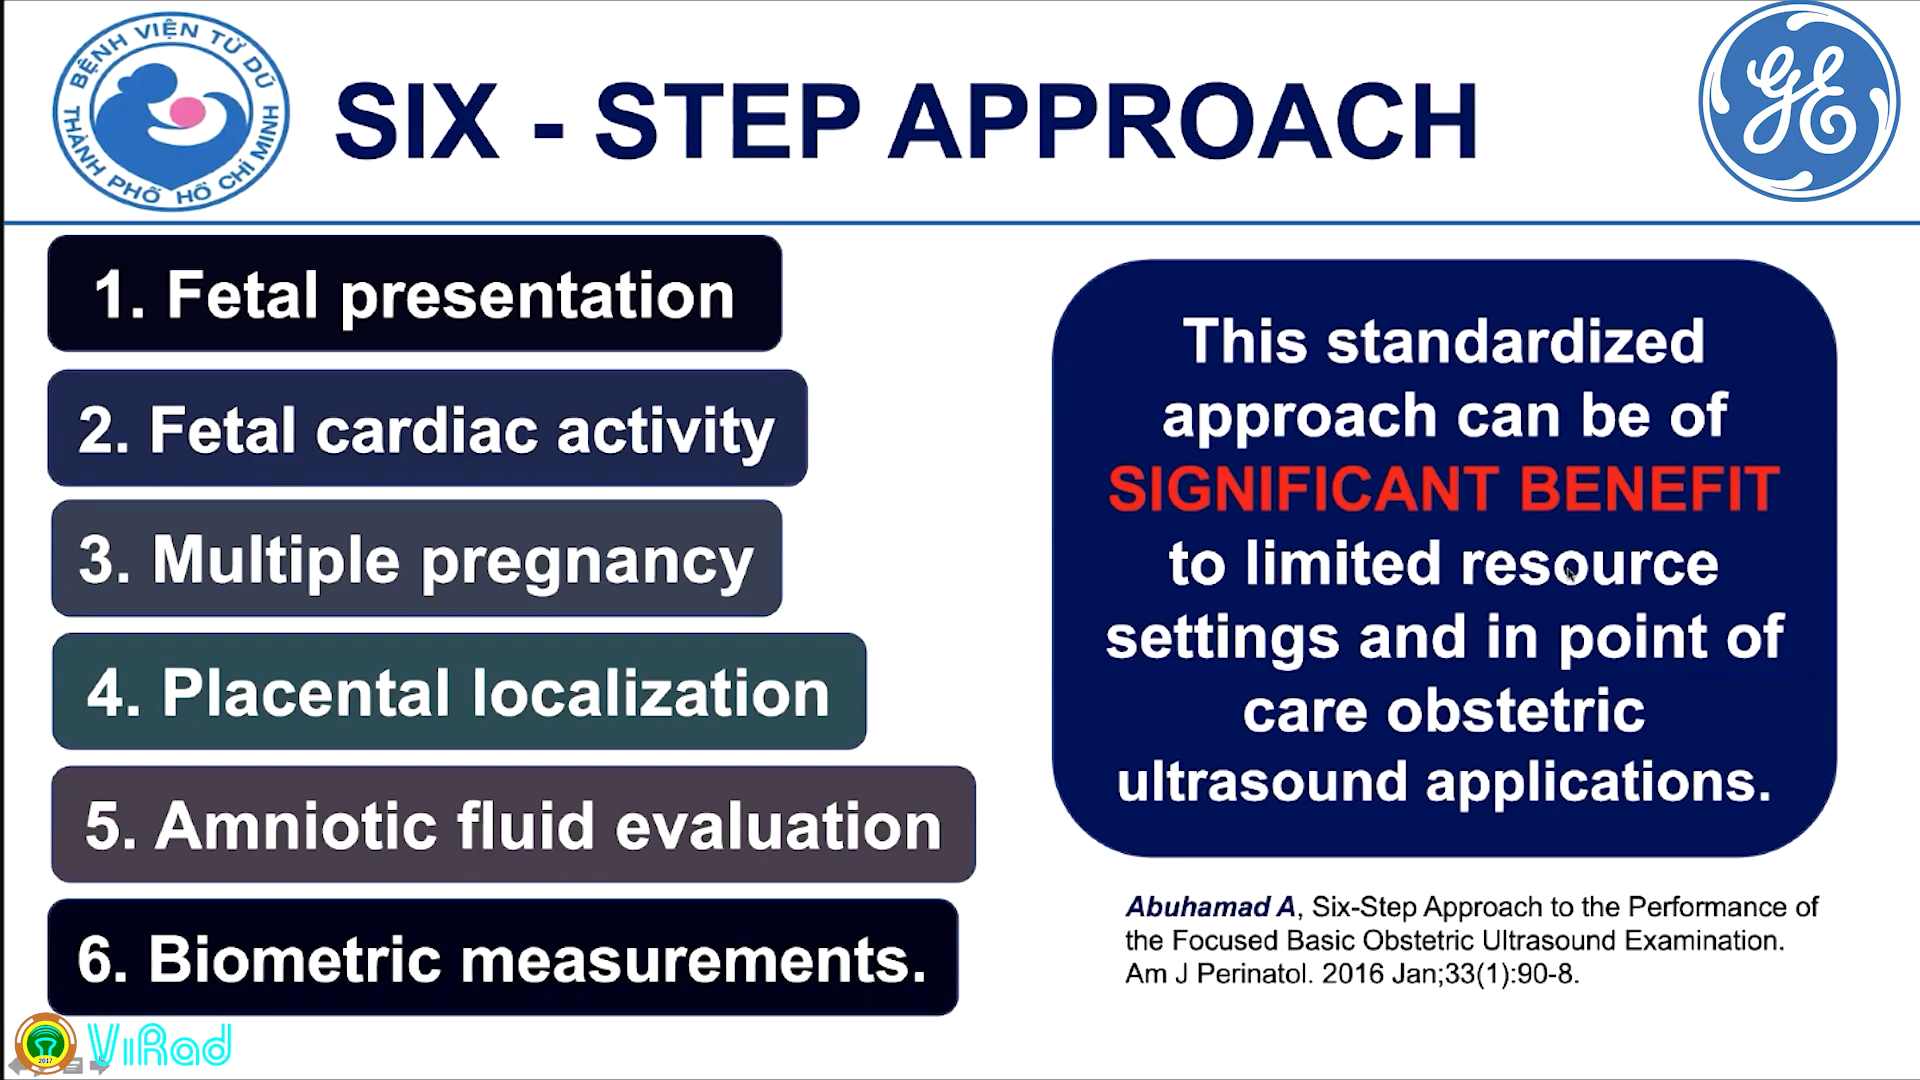 BỆNH VIỆN TỪ DŨ
THÀNH PHỐ HỒ CHÍ MINH
SIX - STEP APPROACH
GE
1. Fetal presentation
2. Fetal cardiac activity
3. Multiple pregnancy
4. Placental localization
5. Amniotic fluid evaluation
6. Biometric measurements.
This standardized
approach can be of
SIGNIFICANT BENEFIT
to limited resource
settings and in point of
care obstetric
ultrasound applications.
Abuhamad A, Six-Step Approach to the Performance of
the Focused Basic Obstetric Ultrasound Examination.
Am J Perinatol. 2016 Jan;33(1):90-8.
2017
ViRad